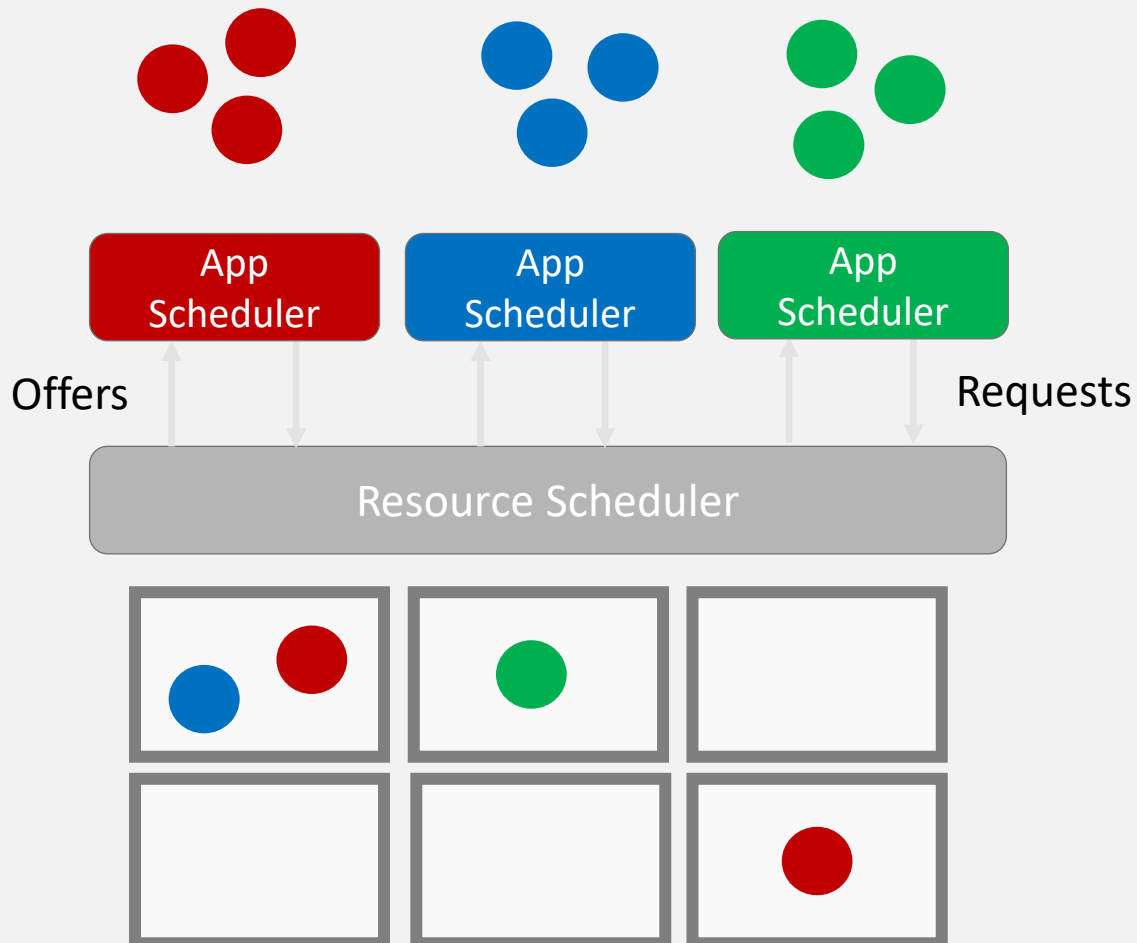 App
Scheduler
App
Scheduler
App
Scheduler
Offers
Requests
Resource Scheduler